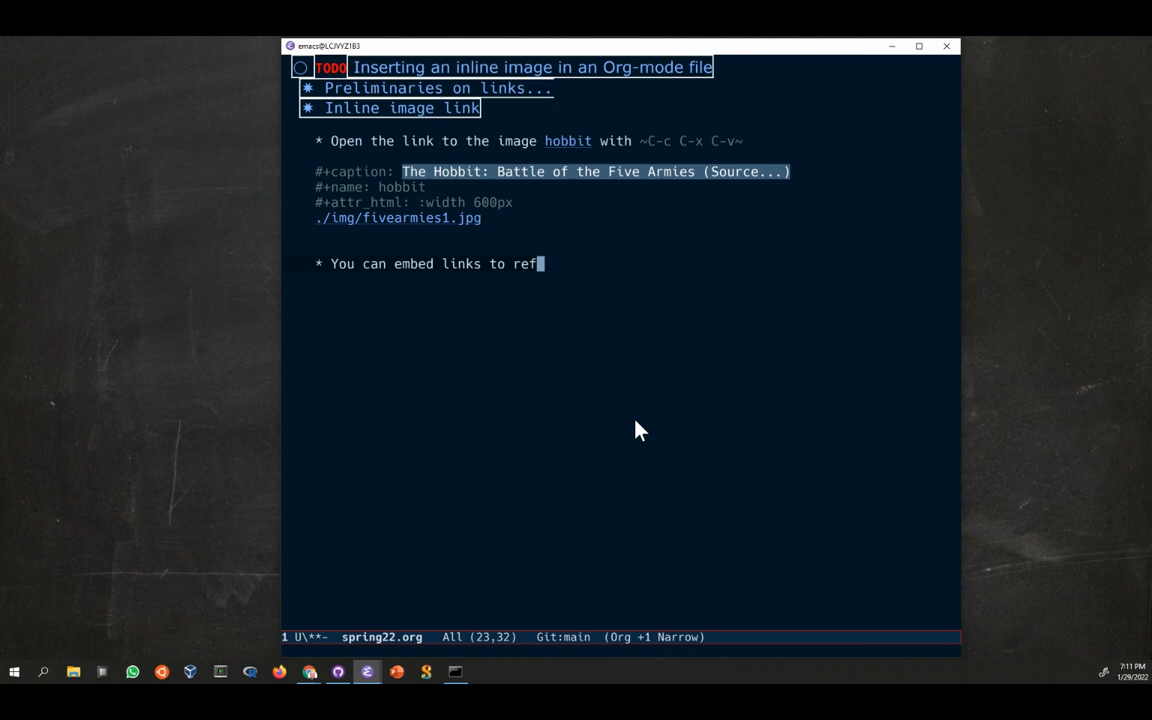 emacs@LCJVYZ1B3
TODO Inserting an inline image in an Org-mode file
✷ Preliminaries on links...
✷ Inline image link
* Open the link to the image hobbit with ~C-c C-x C-v~
#+caption: The Hobbit: Battle of the Five Armies (Source...)
#+name: hobbit
#+attr_html: :width 600px
./img/fivearmies1.jpg
* You can embed links to ref
1 U\**- spring22.org All (23,32) Git:main (Org +1 Narrow)
7:11 PM
1/29/2022